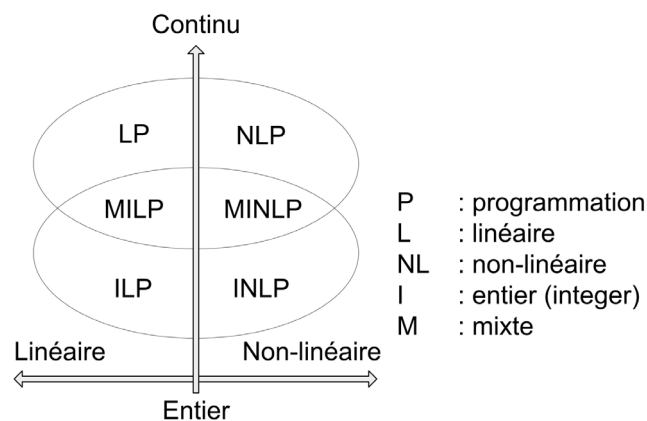 Continu
LP NLP
MILP MINLP
ILP INLP
Linéaire Non-linéaire
Entier
P : programmation
L : linéaire
NL : non-linéaire
I : entier (integer)
M : mixte